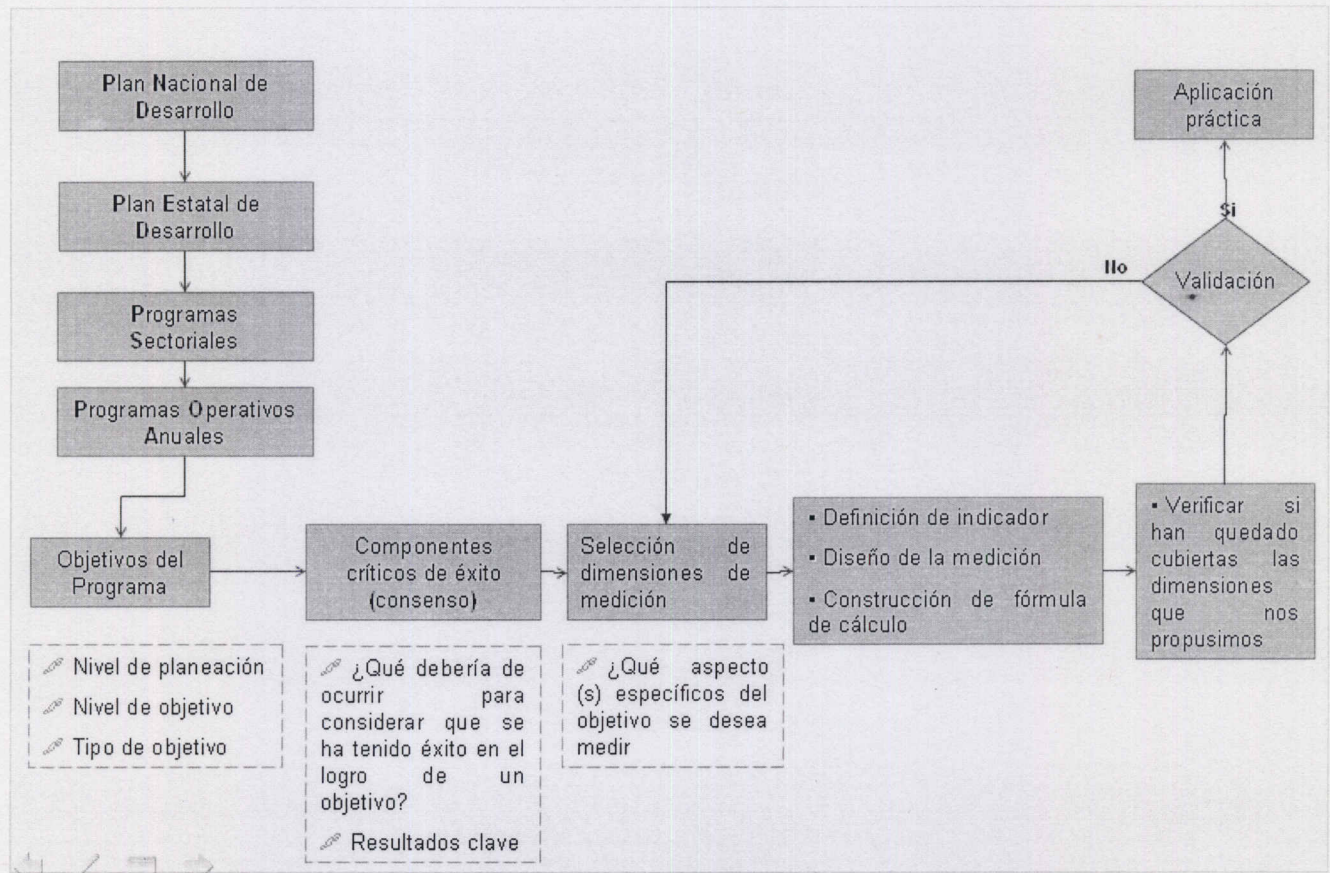 Plan Nacional de
Desarrollo
Plan Estatal de
Desarrollo
Programas
Sectoriales
Programas Operativos
Anuales
Objetivos del
Programa
▪ Nivel de planeación
▪ Nivel de objetivo
▪ Tipo de objetivo
Componentes
críticos de éxito
(consenso)
¿Qué debería de
ocurrir para
considerar que se
ha tenido éxito en el
logro de un
objetivo?
Resultados clave
Selección de
dimensiones de
medición
¿Qué aspecto
(s) específicos del
objetivo se desea
medir
▪ Definición de indicador
▪ Diseño de la medición
▪ Construcción de fórmula
de cálculo
▪ Verificar si
han quedado
cubiertas las
dimensiones
que nos
propusimos
Validación
No
Si
Aplicación
práctica